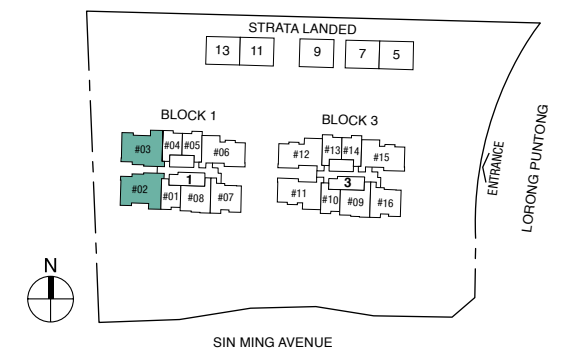 STRATA LANDED
13 11 9 7 5
BLOCK 1
#03 #04 #05 #06
1
#02 #01 #08 #07
BLOCK 3
#12 #13 #14 #15
3
#11 #10 #09 #16
ENTRANCE
LORONG PUNTONG
N
SIN MING AVENUE